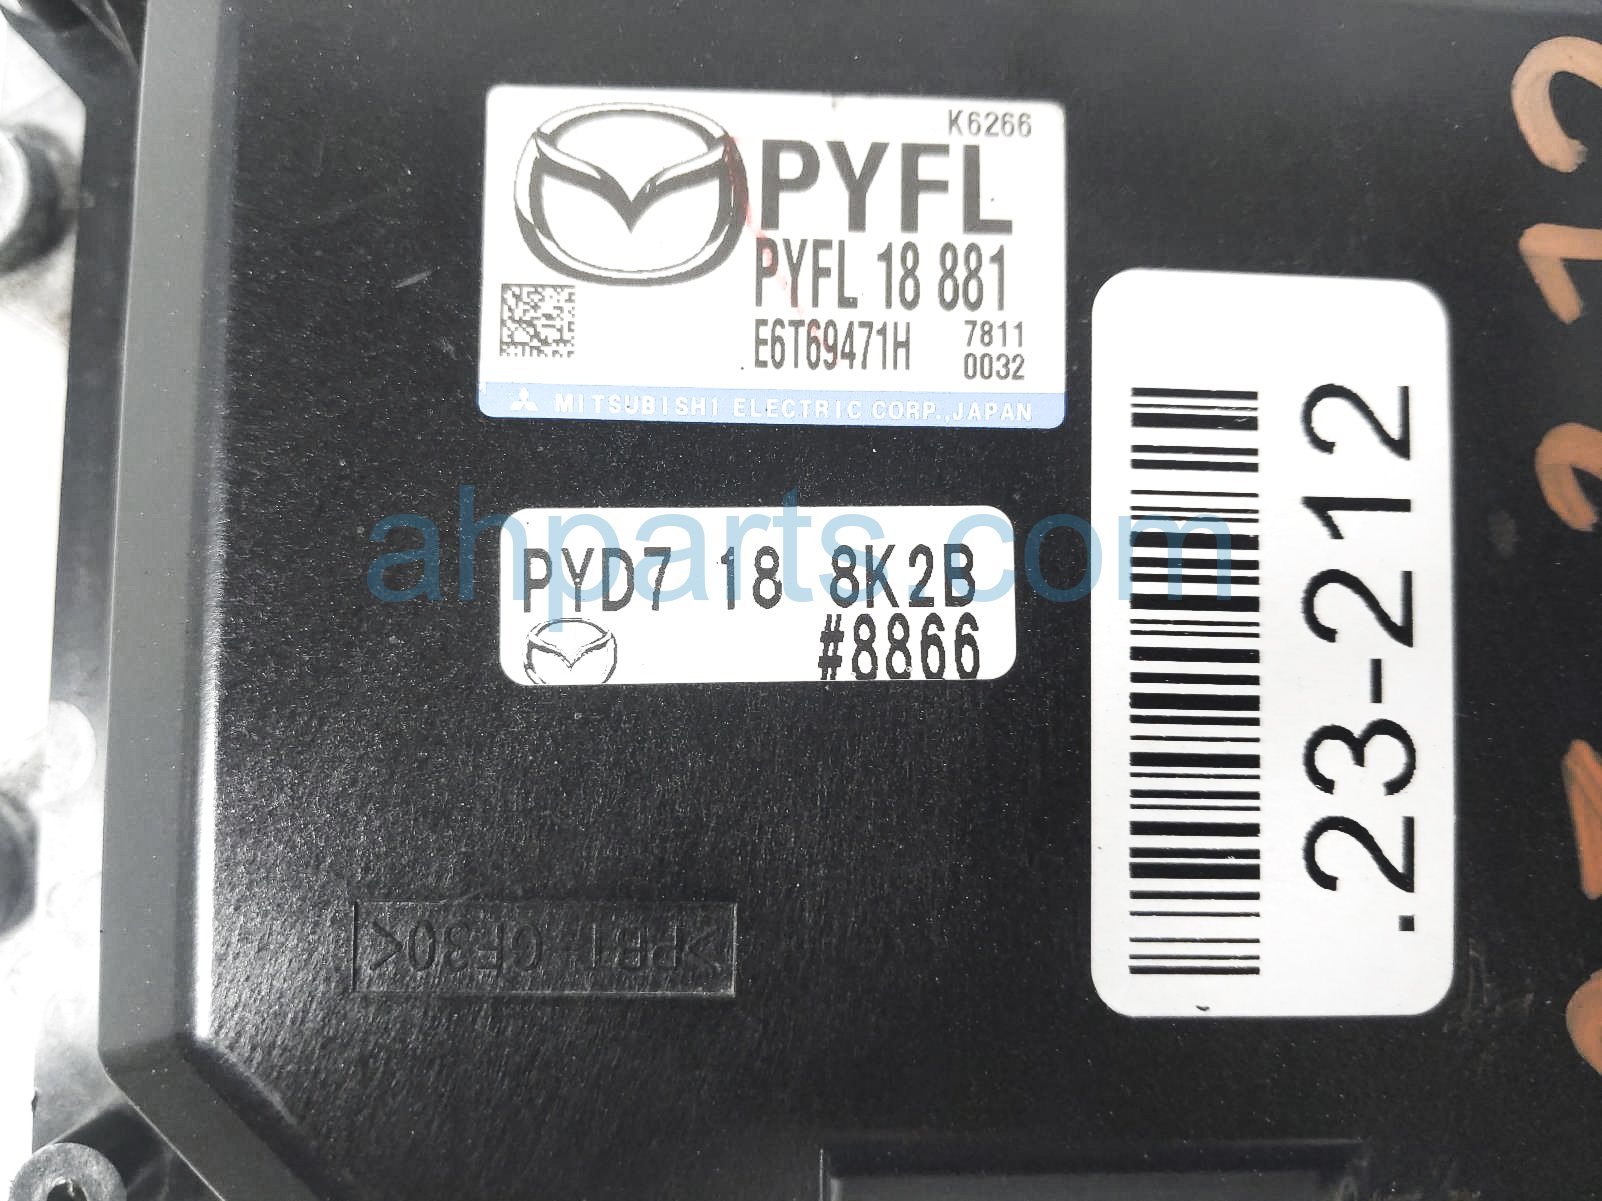 K6266
PYFL
PYFL 18 881
E6T69471H
7811
0032
MITSUBISHI ELECTRIC CORP.,JAPAN
ahparts.com
PYD7 18 8K2B
#8866
.23-212
>PBT-GF30<